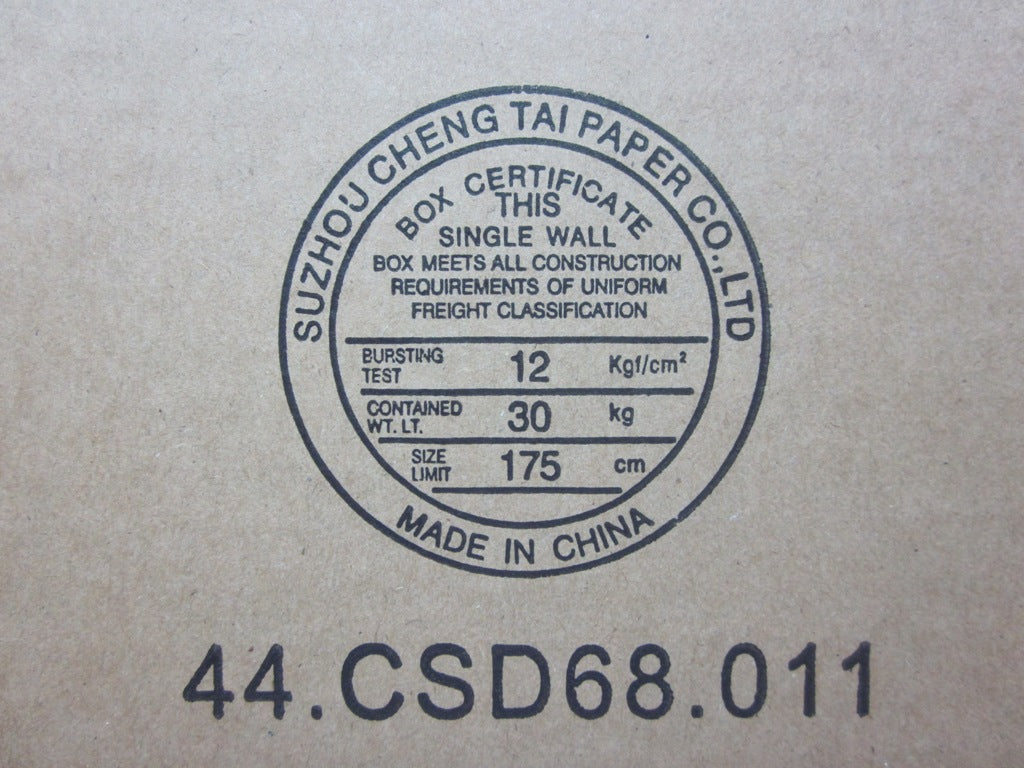 SUZHOU CHENG TAI PAPER CO.,LTD
BOX CERTIFICATE
THIS
SINGLE WALL
BOX MEETS ALL CONSTRUCTION
REQUIREMENTS OF UNIFORM
FREIGHT CLASSIFICATION
BURSTING TEST 12 Kgf/cm²
CONTAINED WT. LT. 30 kg
SIZE LIMIT 175 cm
MADE IN CHINA
44.CSD68.011